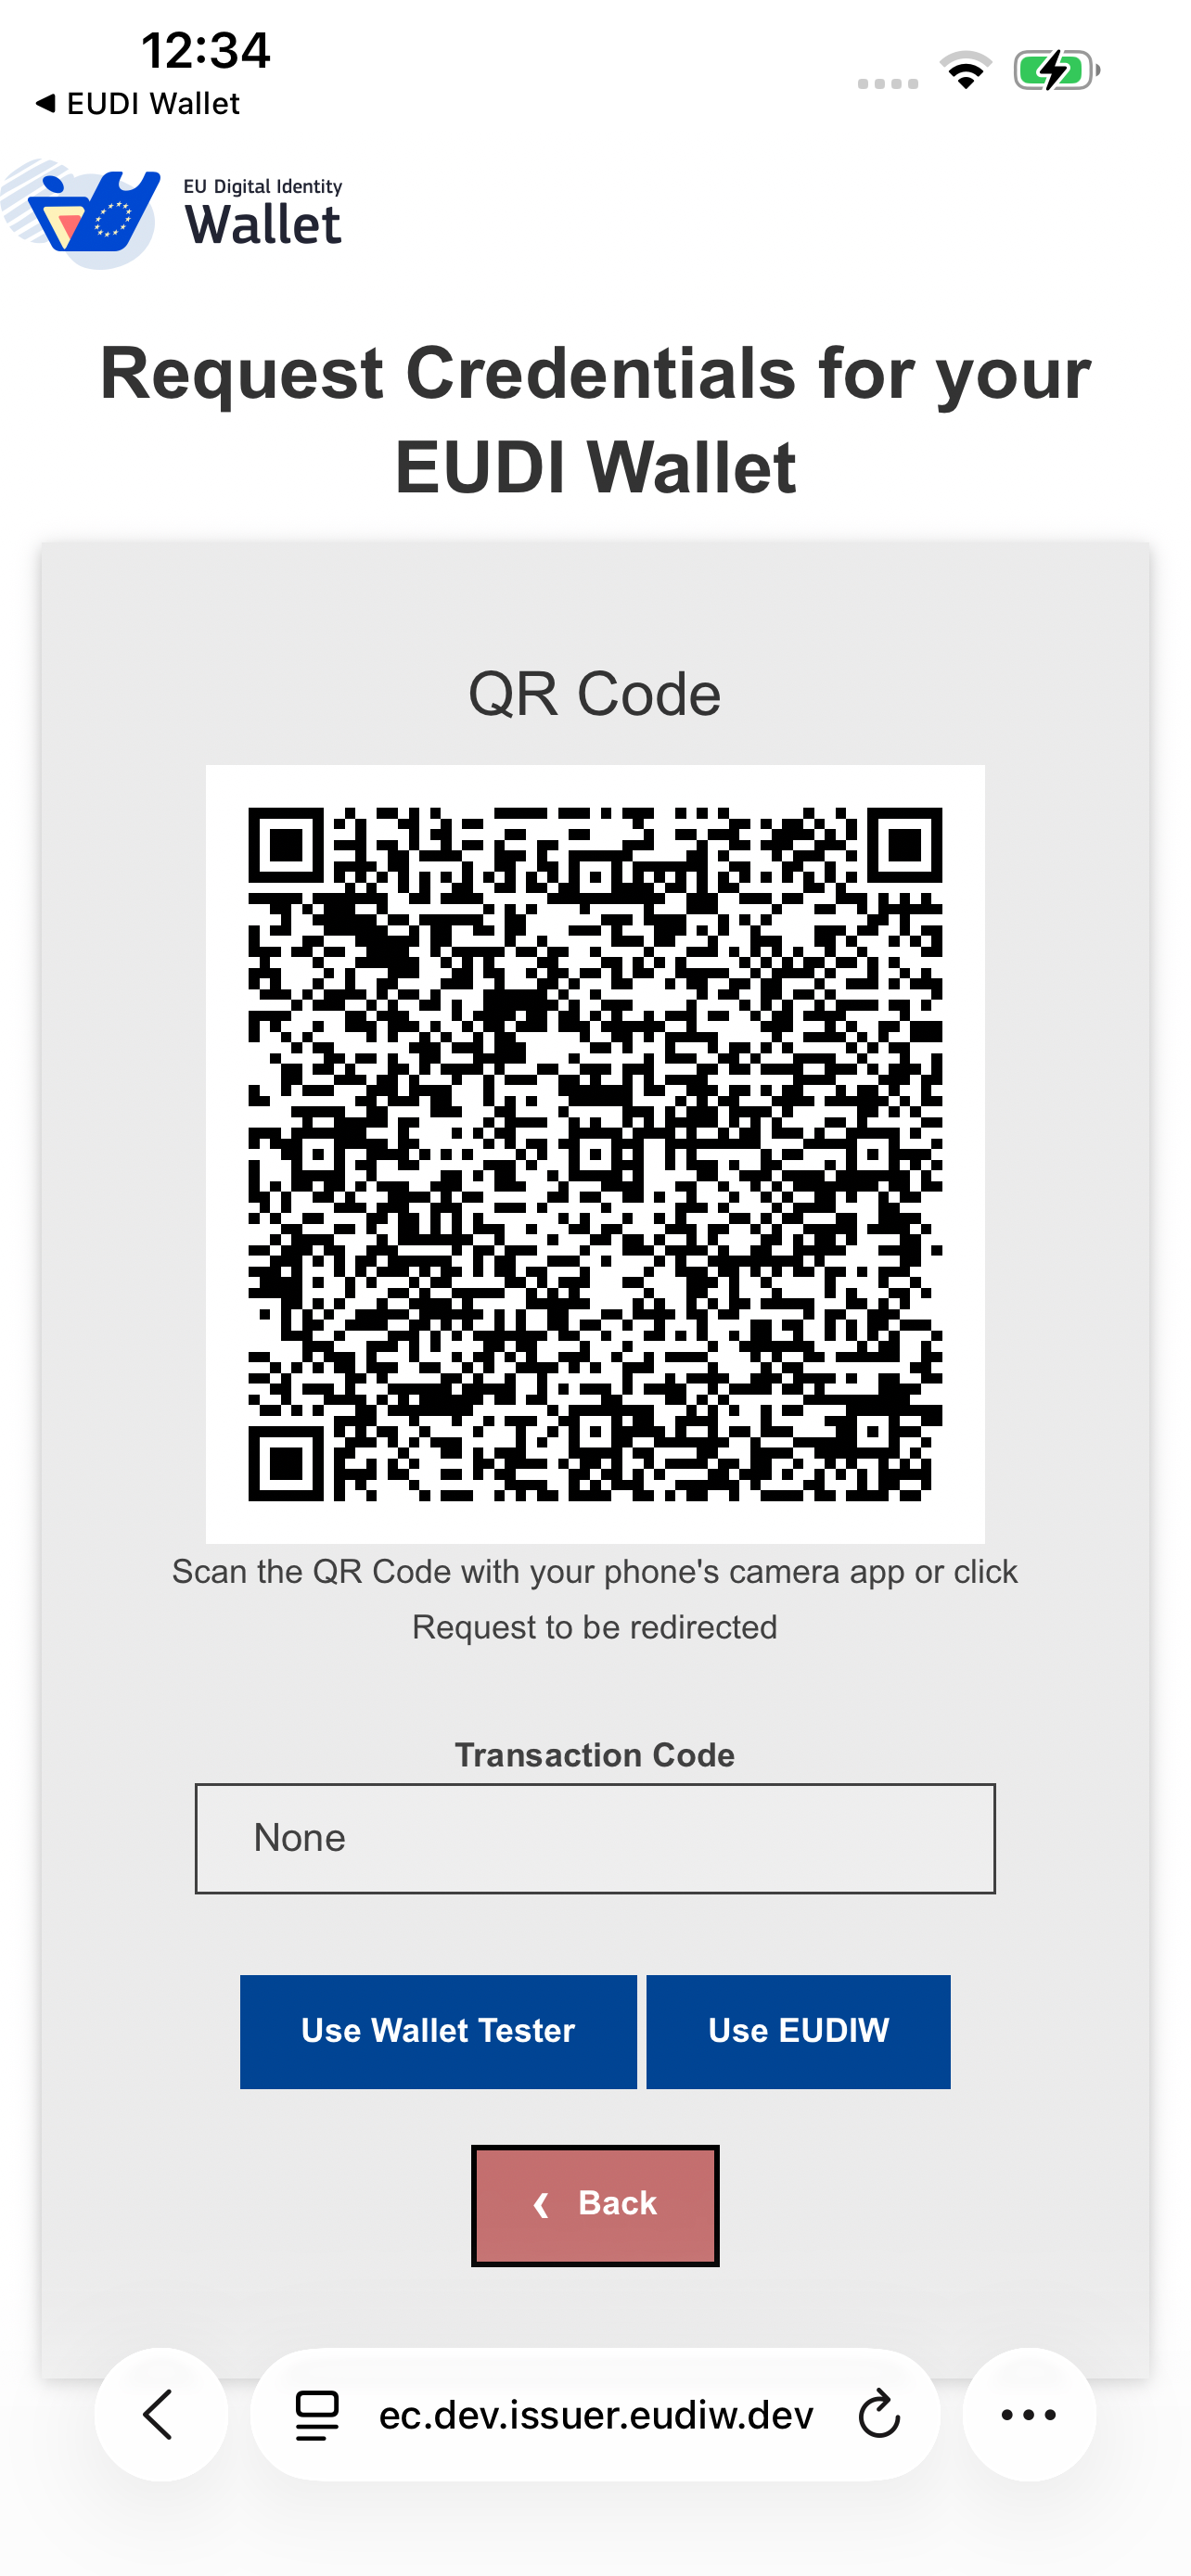 12:34
◀ EUDI Wallet
EU Digital Identity
Wallet
Request Credentials for your
EUDI Wallet
QR Code
Scan the QR Code with your phone's camera app or click
Request to be redirected
Transaction Code
None
Use Wallet Tester
Use EUDIW
‹ Back
ec.dev.issuer.eudiw.dev